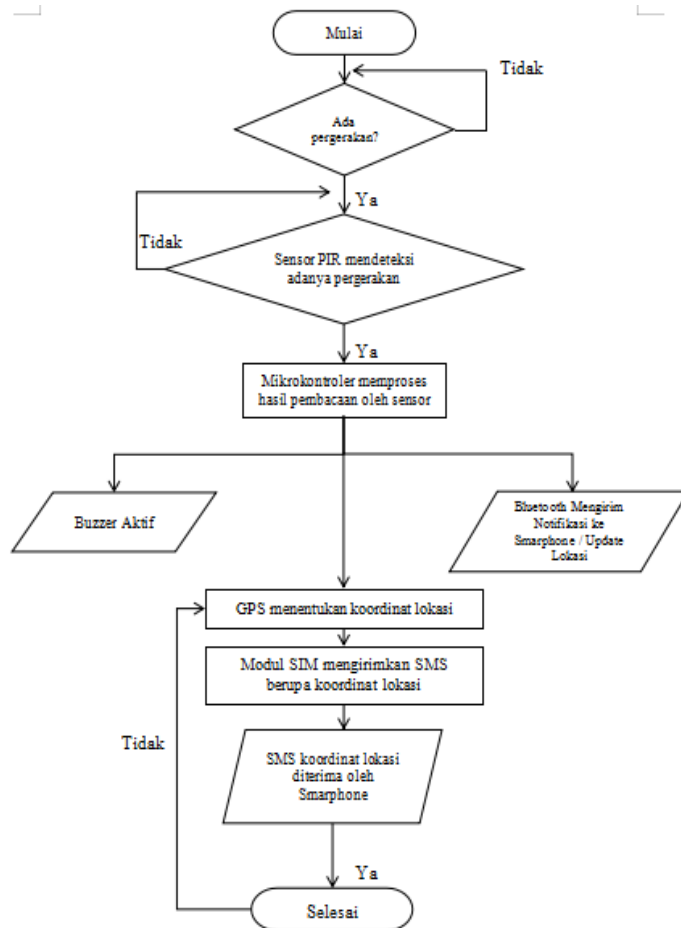 Mulai
Tidak
Ada
pergerakan?
Ya
Tidak
Sensor PIR mendeteksi
adanya pergerakan
Ya
Mikrokontroler memproses
hasil pembacaan oleh sensor
Buzzer Aktif
Bluetooth Mengirim
Notifikasi ke
Smarphone / Update
Lokasi
GPS menentukan koordinat lokasi
Modul SIM mengirimkan SMS
berupa koordinat lokasi
Tidak
SMS koordinat lokasi
diterima oleh
Smarphone
Ya
Selesai